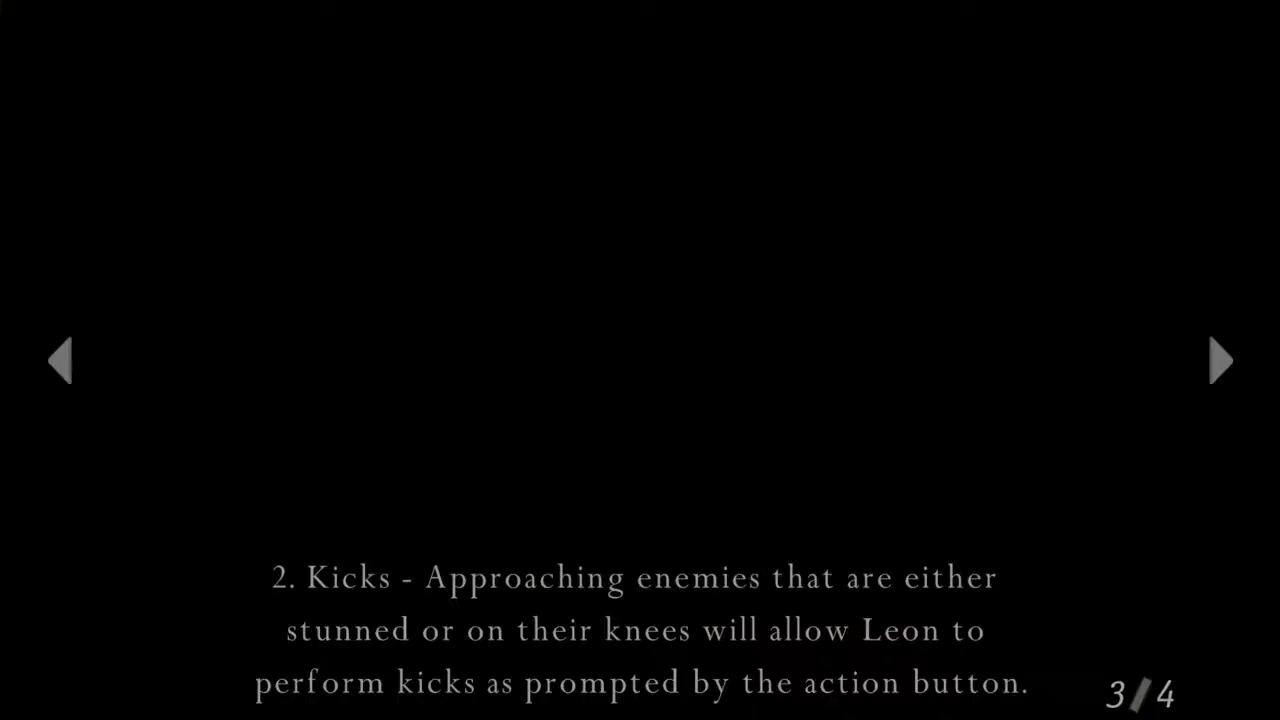 2. Kicks - Approaching enemies that are either
stunned or on their knees will allow Leon to
perform kicks as prompted by the action button.
3/4